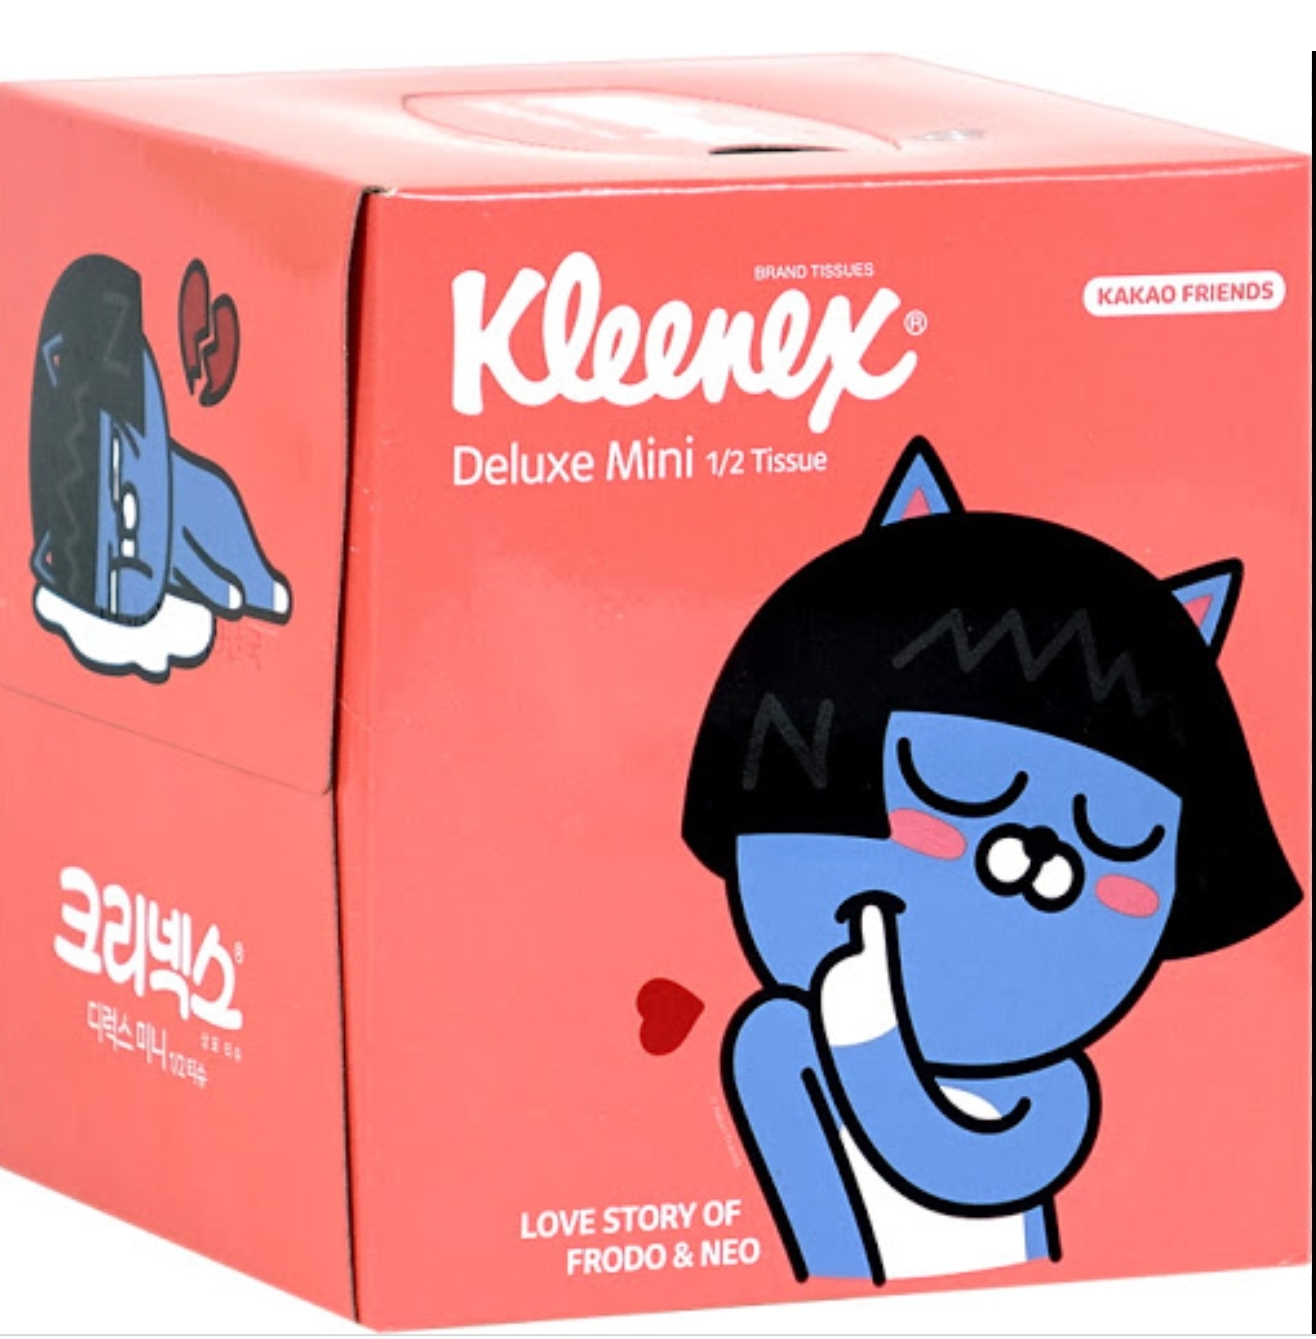 BRAND TISSUES
Kleenex®
KAKAO FRIENDS
Deluxe Mini 1/2 Tissue
N
LOVE STORY OF
FRODO & NEO
크리넥스®
디럭스 미니 1/2 티슈